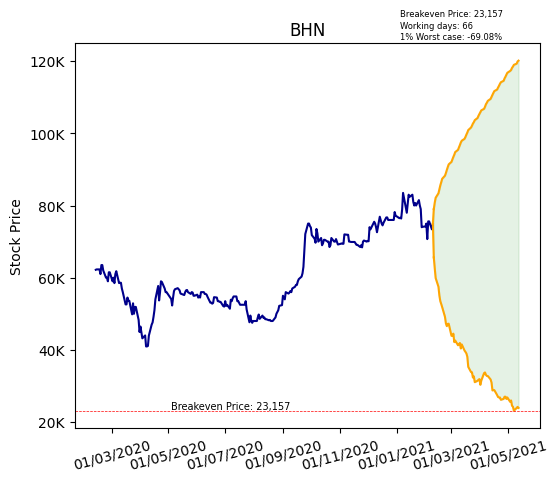 Breakeven Price: 23,157
Working days: 66
1% Worst case: -69.08%
BHN
Stock Price
120K
100K
80K
60K
40K
20K
Breakeven Price: 23,157
01/03/2020
01/05/2020
01/07/2020
01/09/2020
01/11/2020
01/01/2021
01/03/2021
01/05/2021